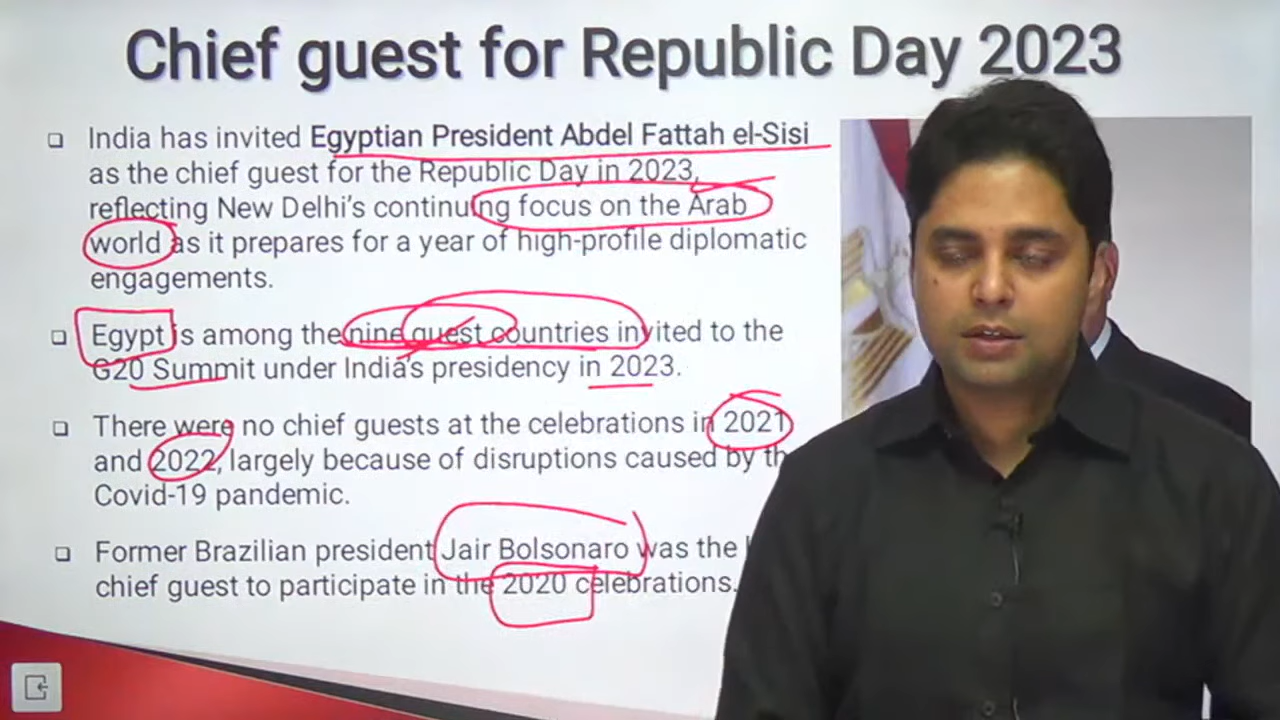 Chief guest for Republic Day 2023
❑ India has invited Egyptian President Abdel Fattah el-Sisi
as the chief guest for the Republic Day in 2023,
reflecting New Delhi's continuing focus on the Arab
world as it prepares for a year of high-profile diplomatic
engagements.
❑ Egypt is among the nine guest countries invited to the
G20 Summit under India's presidency in 2023.
❑ There were no chief guests at the celebrations in 2021
and 2022, largely because of disruptions caused by
Covid-19 pandemic.
❑ Former Brazilian president Jair Bolsonaro was the
chief guest to participate in the 2020 celebrations.